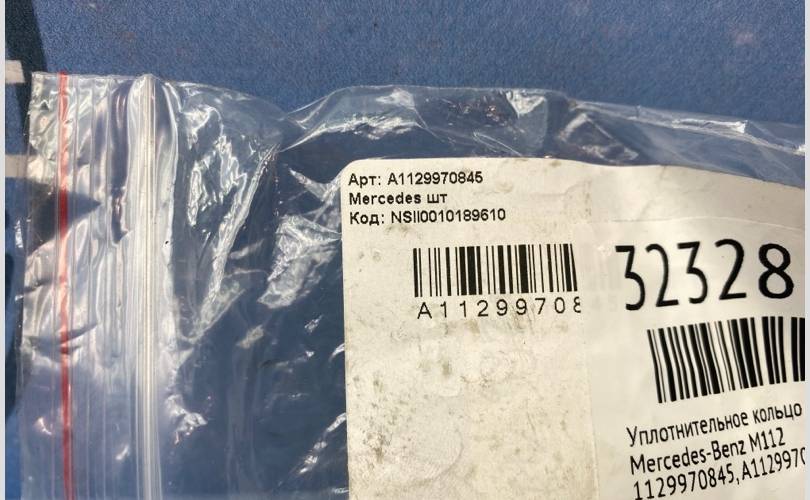 Арт: A1129970845
Mercedes шт
Код: NSII0010189610
A11299708
32328
Уплотнительное кольцо
Mercedes-Benz M112
1129970845, A112997